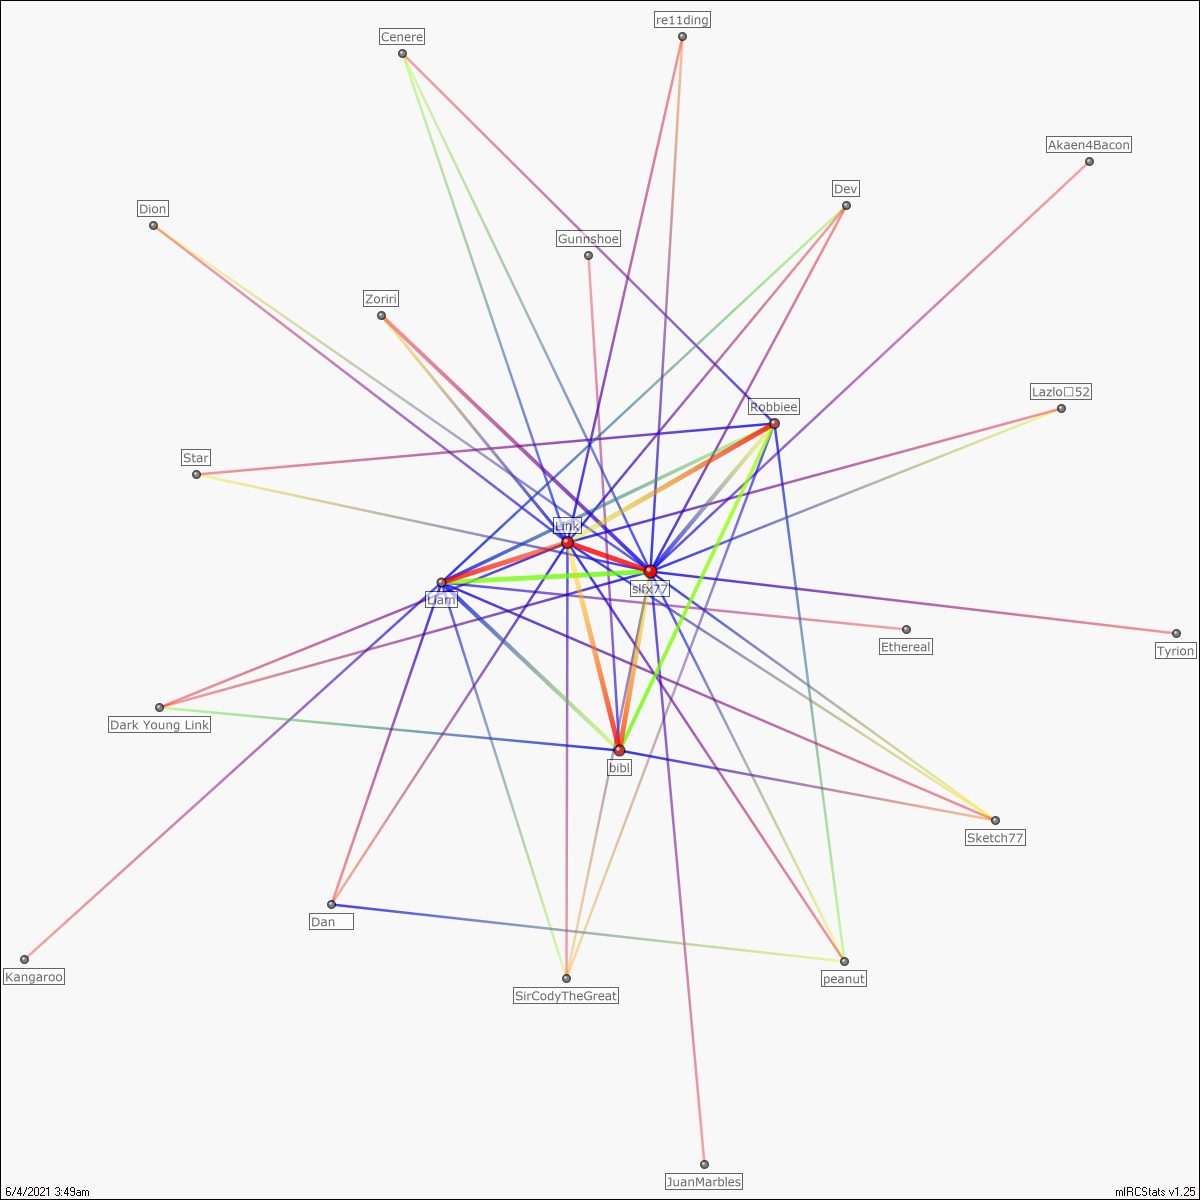 re11ding
Cenere
Akaen4Bacon
Dev
Dion
Gunnshoe
Zoriri
Lazlo□52
Robbiee
Star
Link
slfx77
Liam
Ethereal
Tyrion
Dark Young Link
bibl
Sketch77
Dan
Kangaroo
peanut
SirCodyTheGreat
JuanMarbles
6/4/2021 3:49am
mIRCStats v1.25